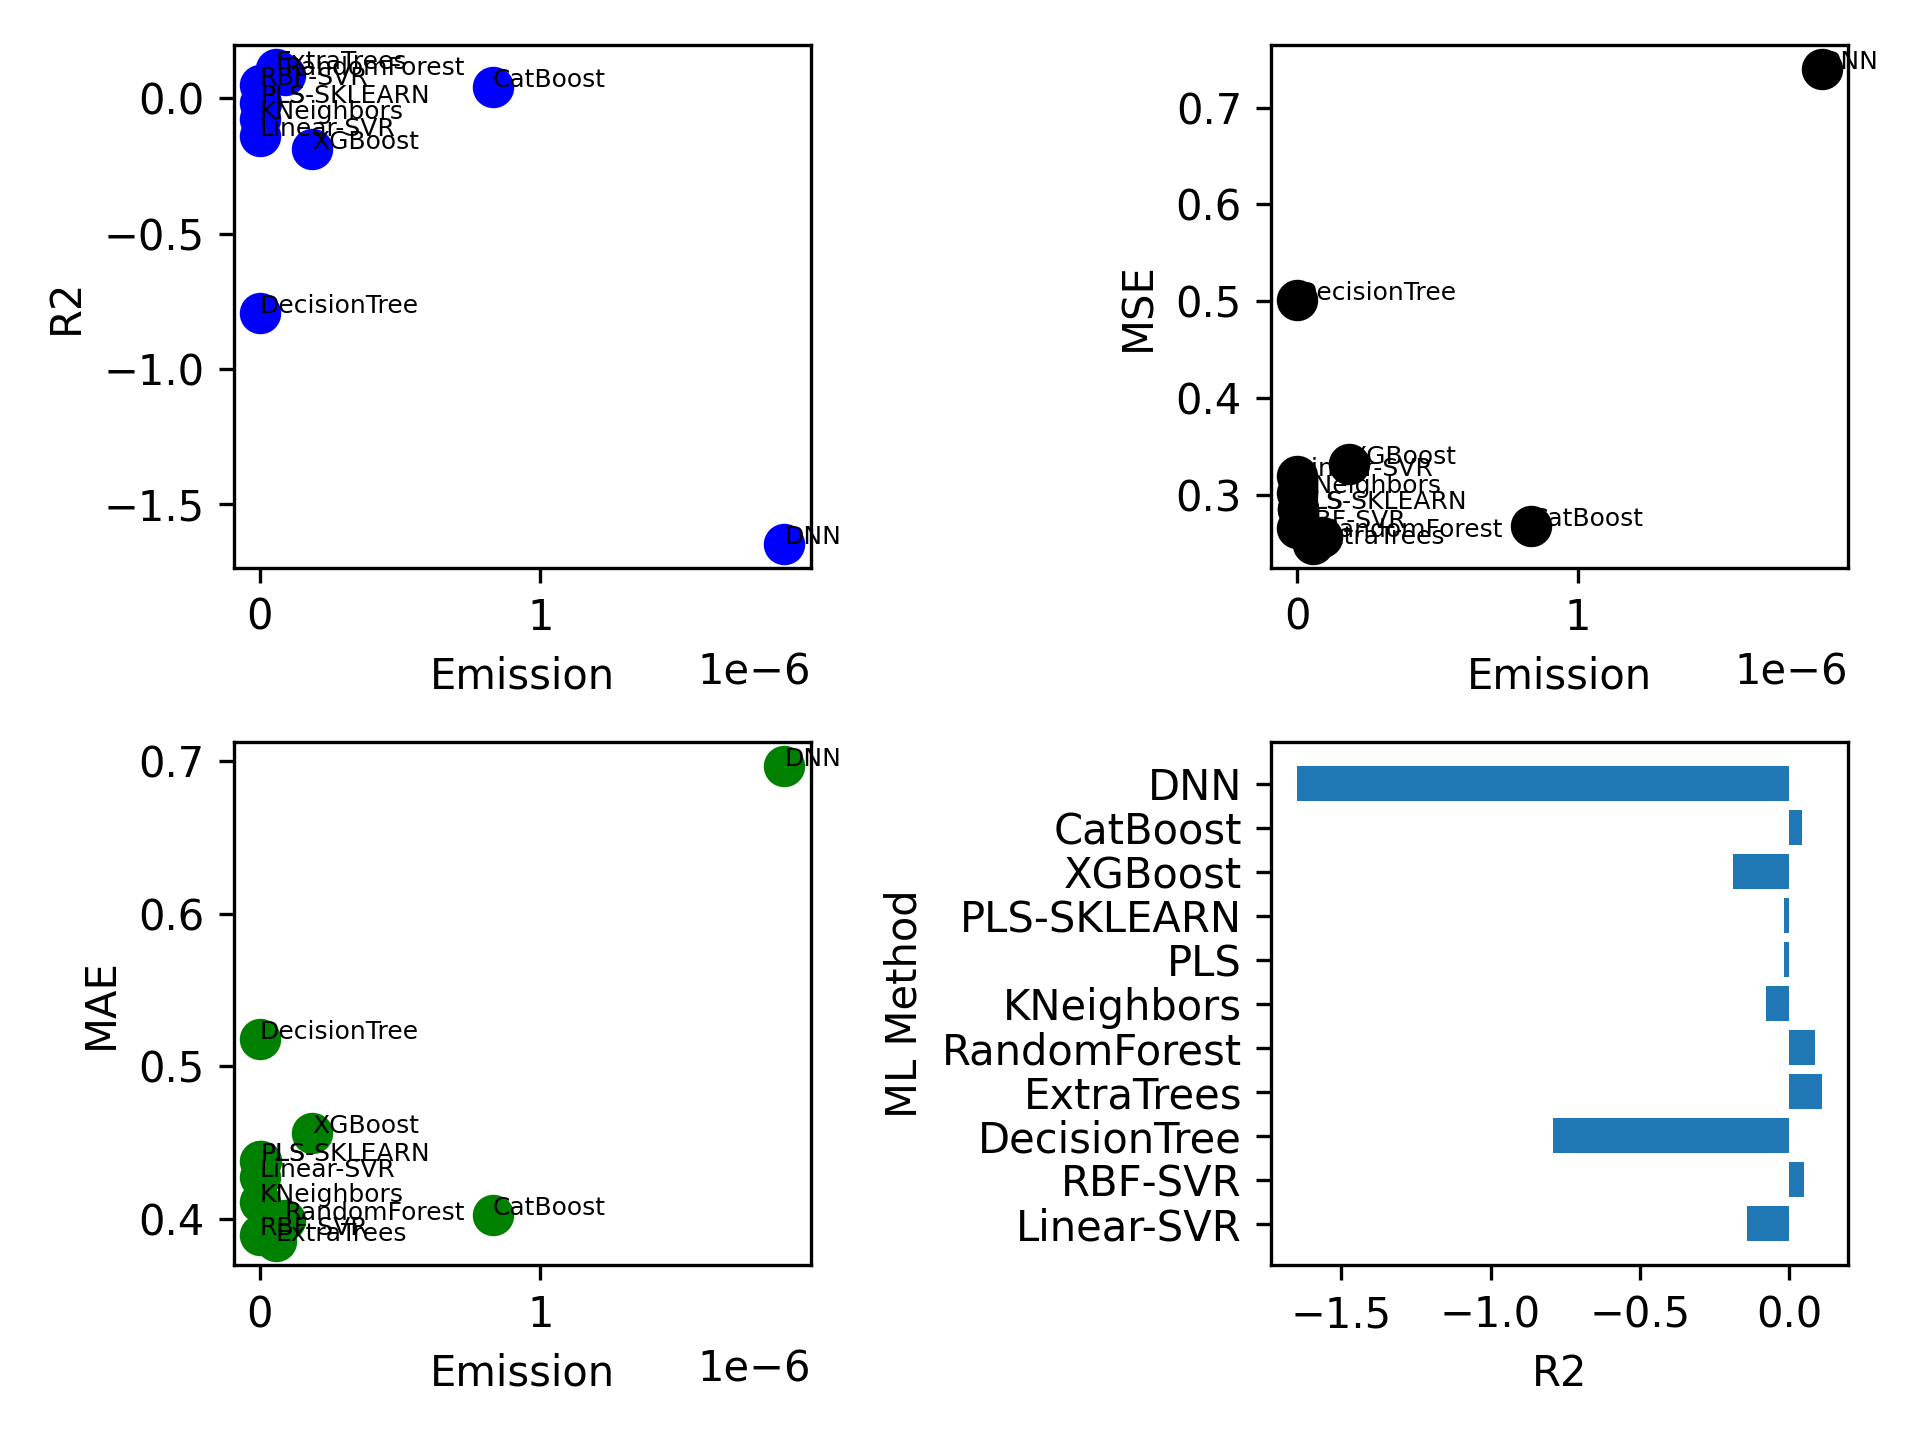 ExtraTrees
RandomForest
RBF-SVR
CatBoost
PLS-SKLEARN
KNeighbors
Linear-SVR
XGBoost
DecisionTree
DNN
0.0
−0.5
−1.0
−1.5
R2
0
1
Emission
1e−6
DNN
DecisionTree
XGBoost
Linear-SVR
KNeighbors
PLS-SKLEARN
RBF-SVR
CatBoost
RandomForest
ExtraTrees
0.7
0.6
0.5
0.4
0.3
MSE
0
1
Emission
1e−6
DNN
DecisionTree
XGBoost
PLS-SKLEARN
Linear-SVR
KNeighbors
RandomForest
CatBoost
RBF-SVR
ExtraTrees
0.7
0.6
0.5
0.4
MAE
0
1
Emission
1e−6
DNN
CatBoost
XGBoost
PLS-SKLEARN
PLS
KNeighbors
RandomForest
ExtraTrees
DecisionTree
RBF-SVR
Linear-SVR
ML Method
−1.5
−1.0
−0.5
0.0
R2